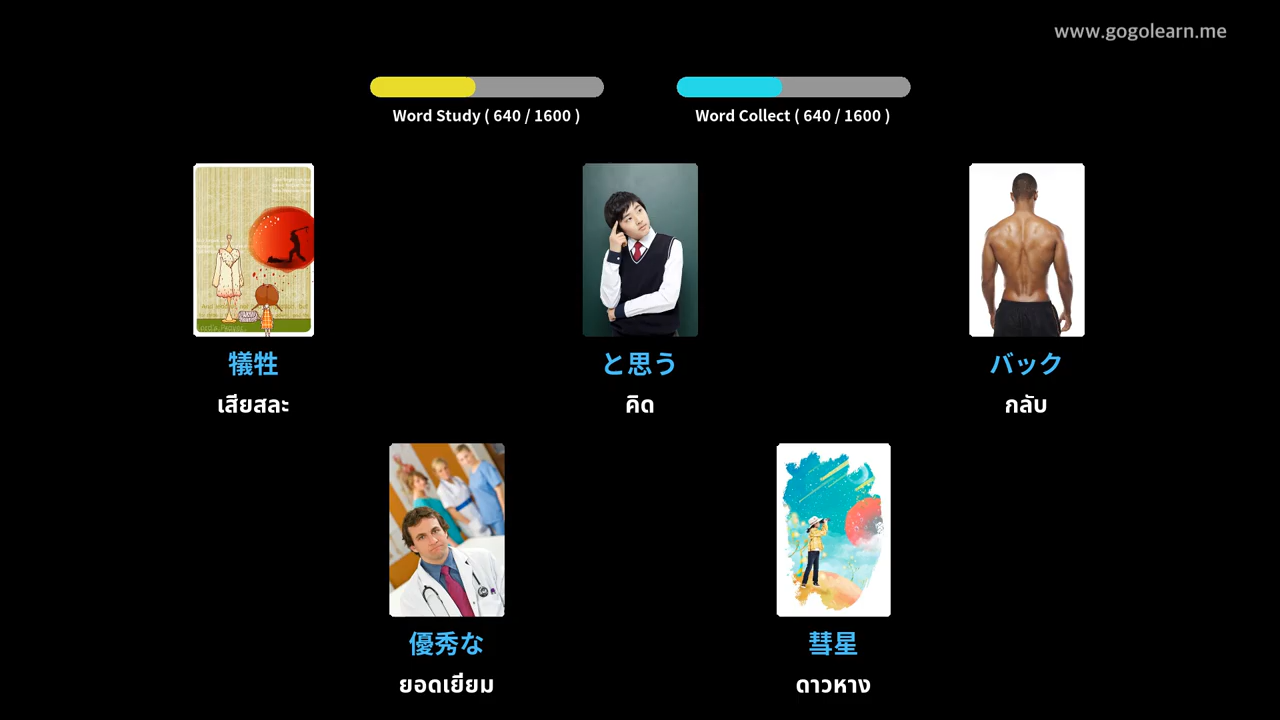 www.gogolearn.me
Word Study ( 640 / 1600 )
Word Collect ( 640 / 1600 )
犠牲
と思う
バック
เสียสละ
คิด
กลับ
優秀な
彗星
ยอดเยี่ยม
ดาวหาง